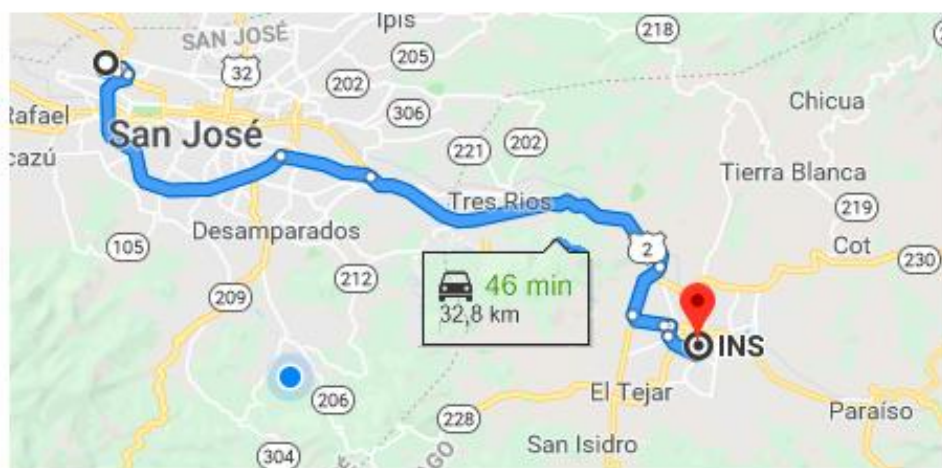 Ipis
218
SAN JOSÉ
205
32
202
Chicua
Rafael
306
San José
221
202
cazú
Tierra Blanca
Tres Rios
219
105
Desamparados
2
Cot
230
212
46 min
209
32,8 km
INS
El Tejar
206
Paraíso
228
San Isidro
304
GO